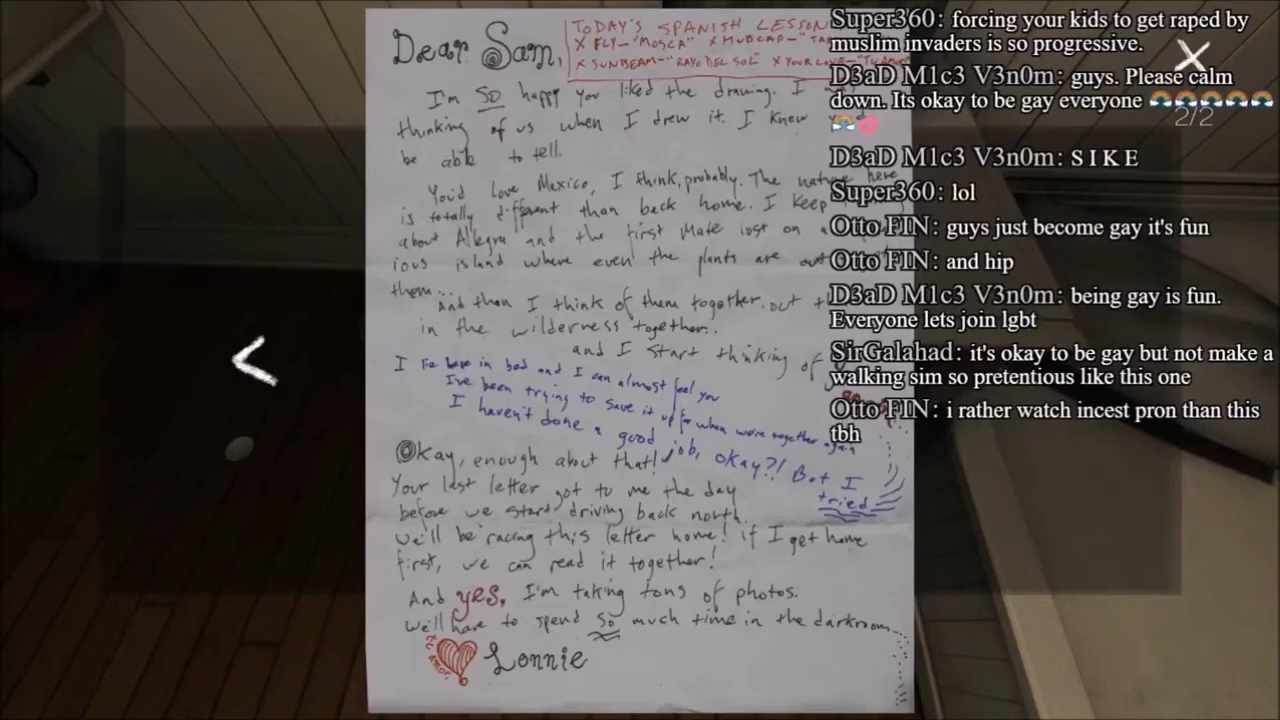 Dear Sam,
TODAY'S SPANISH LESSON
x FLY - "MOSCA" x MUDCAP - "TAP
x SUNBEAM - "RAYO DEL SOL" x YOUR LOVE - "TU AMOR"
I'm SO happy you liked the drawing. I
thinking of us when I drew it. I knew
be able to tell.
You'd love Mexico, I think, probably. The nature here
is totally different than back home. I keep
about Allegra and the first Mate lost on a
ious island where even the plants are out
them...
And then I think of them together. out
in the wilderness together..
and I start thinking of
I lie here in bed and I can almost feel you
I've been trying to save it up for when we're together again
I haven't done a good job, okay?! But I
tried
Okay, enough about that!
Your last letter got to me the day
before we start driving back north.
we'll be racing this letter home! if I get home
first, we can read it together!
And yes, I'm taking tons of photos.
We'll have to spend so much time in the darkroom...
Lonnie
Super360: forcing your kids to get raped by
muslim invaders is so progressive.
D3aD M1c3 V3n0m: guys. Please calm
down. Its okay to be gay everyone
2/2
D3aD M1c3 V3n0m: S I K E
Super360: lol
Otto FIN: guys just become gay it's fun
Otto FIN: and hip
D3aD M1c3 V3n0m: being gay is fun.
Everyone lets join lgbt
SirGalahad: it's okay to be gay but not make a
walking sim so pretentious like this one
Otto FIN: i rather watch incest pron than this
tbh